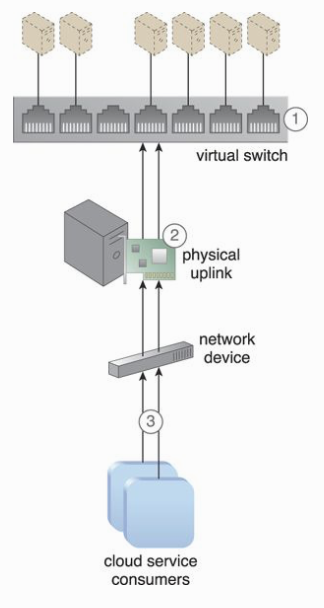 1
virtual switch
2
physical
uplink
network
device
3
cloud service
consumers